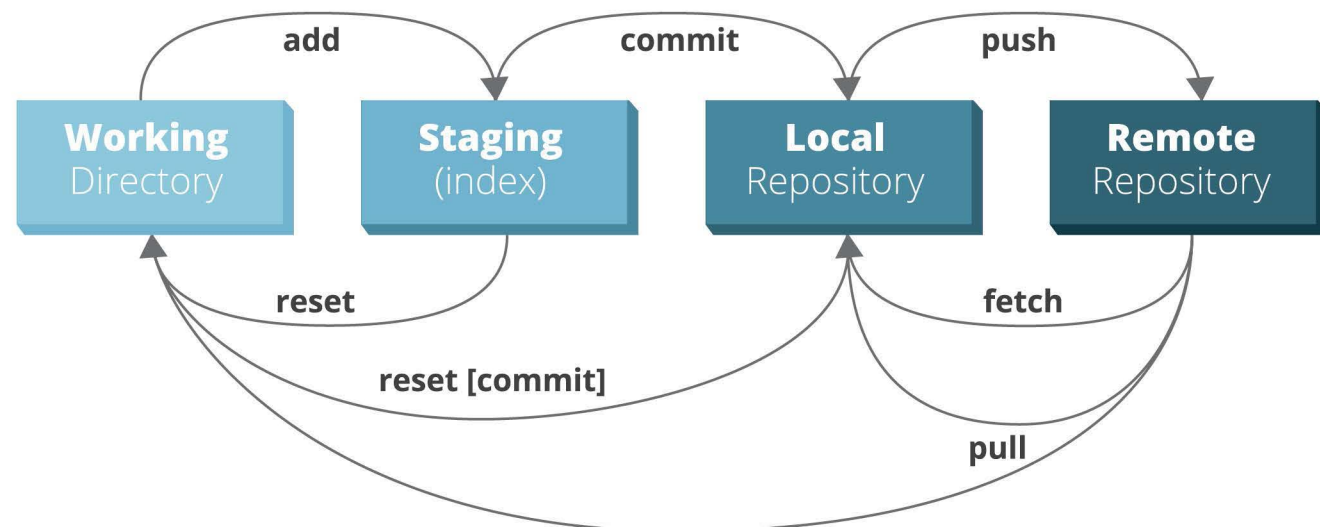 add
commit
push
Working
Directory
Staging
(index)
Local
Repository
Remote
Repository
reset
fetch
reset [commit]
pull